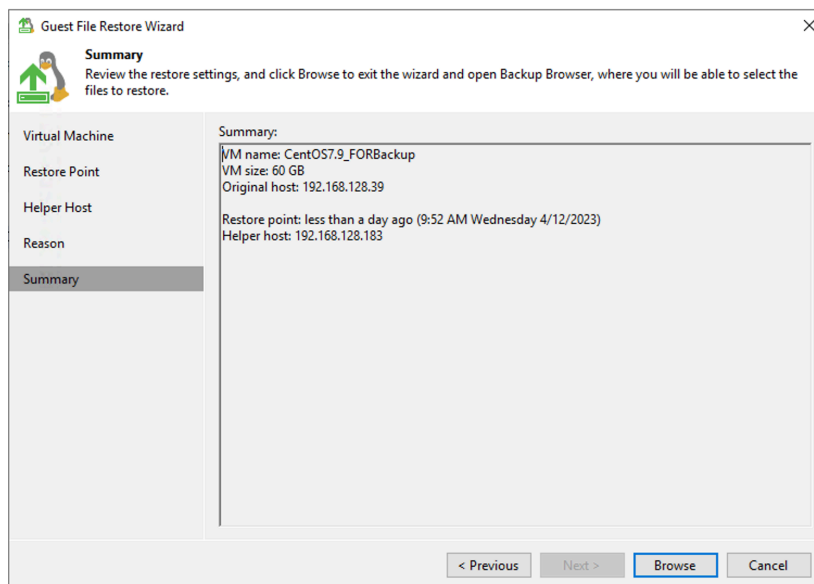 Guest File Restore Wizard
Summary
Review the restore settings, and click Browse to exit the wizard and open Backup Browser, where you will be able to select the
files to restore.
Virtual Machine
Restore Point
Helper Host
Reason
Summary
Summary:
VM name: CentOS7.9_FORBackup
VM size: 60 GB
Original host: 192.168.128.39
Restore point: less than a day ago (9:52 AM Wednesday 4/12/2023)
Helper host: 192.168.128.183
< Previous
Next >
Browse
Cancel